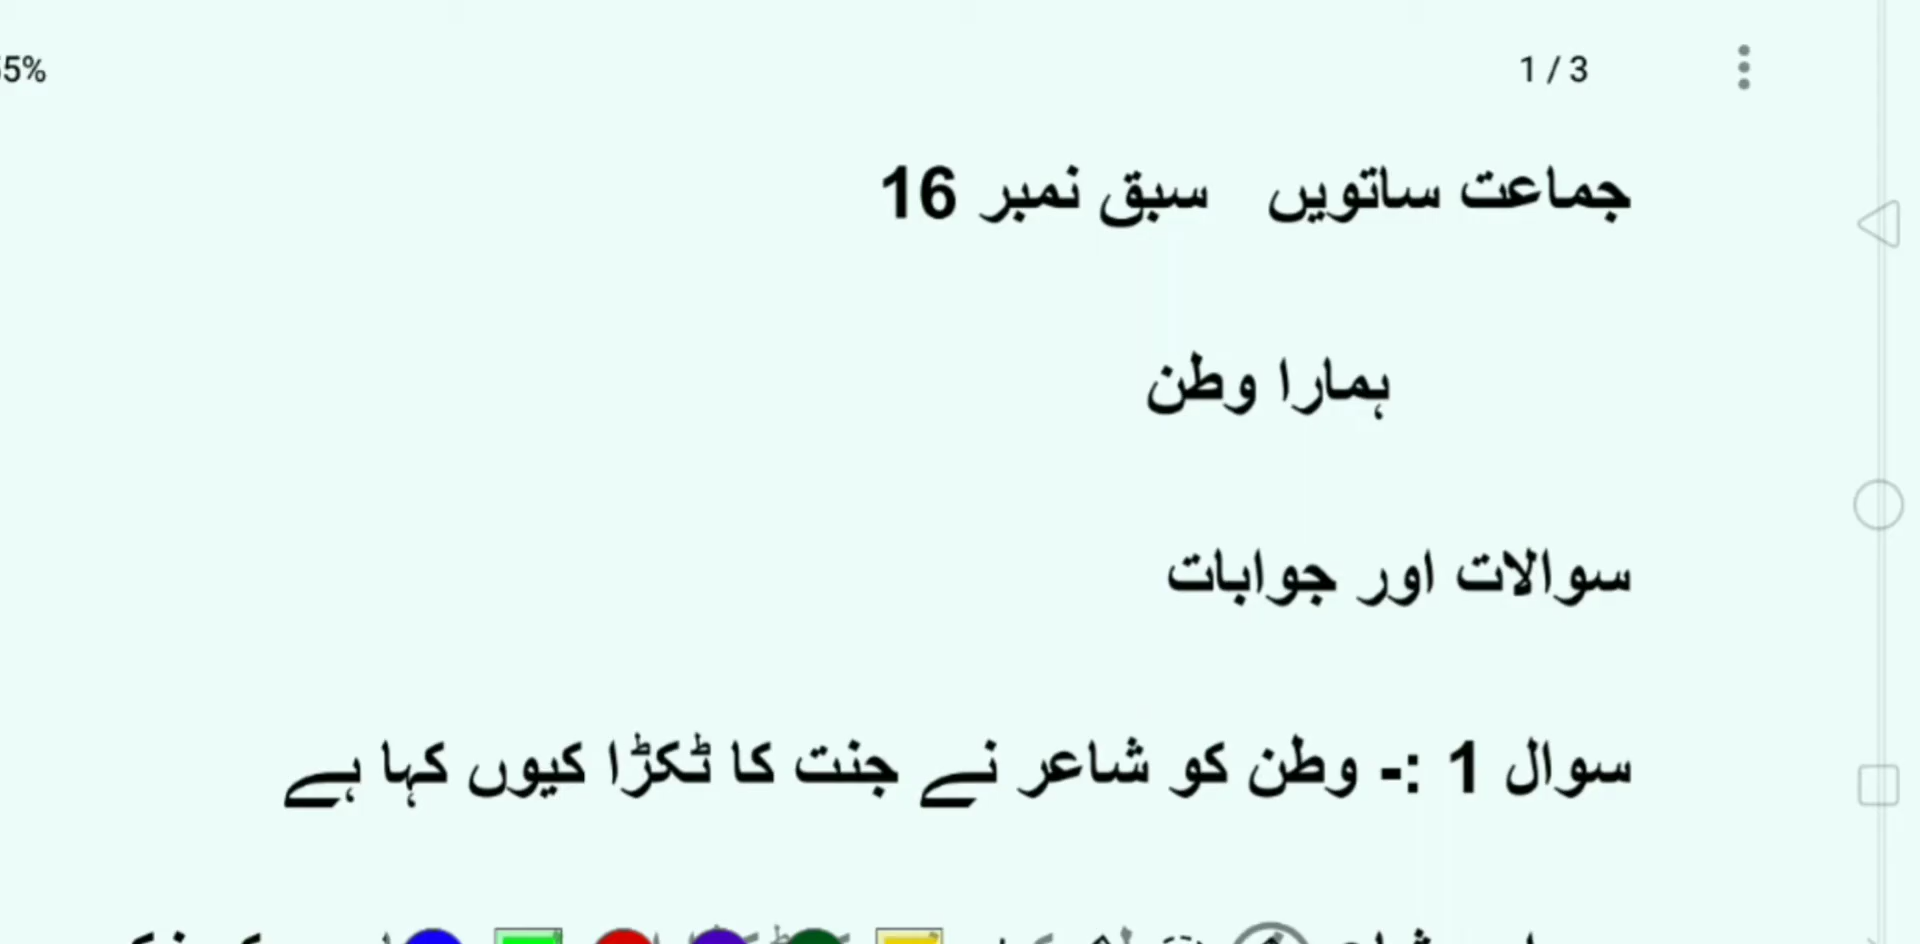 55%
1 / 3
جماعت ساتویں سبق نمبر 16
ہمارا وطن
سوالات اور جوابات
سوال 1 :- وطن کو شاعر نے جنت کا ٹکڑا کیوں کہا ہے